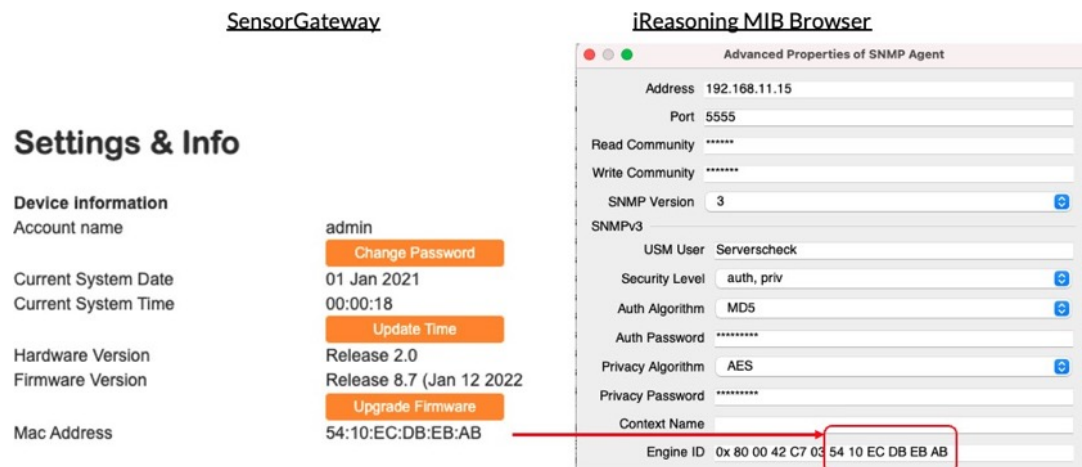 SensorGateway
iReasoning MIB Browser
Settings & Info
Device information
Account name admin
Change Password
Current System Date 01 Jan 2021
Current System Time 00:00:18
Update Time
Hardware Version Release 2.0
Firmware Version Release 8.7 (Jan 12 2022
Upgrade Firmware
Mac Address 54:10:EC:DB:EB:AB
Advanced Properties of SNMP Agent
Address 192.168.11.15
Port 5555
Read Community ******
Write Community *******
SNMP Version 3
SNMPv3
USM User Serverscheck
Security Level auth, priv
Auth Algorithm MD5
Auth Password *********
Privacy Algorithm AES
Privacy Password *********
Context Name
Engine ID 0x 80 00 42 C7 03 54 10 EC DB EB AB